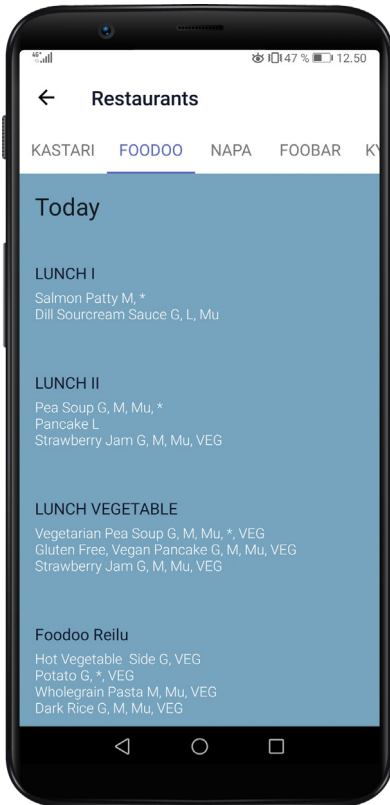 46+
47 % 12.50
Restaurants
KASTARI FOODOO NAPA FOOBAR KY
Today
LUNCH I
Salmon Patty M, *
Dill Sourcream Sauce G, L, Mu
LUNCH II
Pea Soup G, M, Mu, *
Pancake L
Strawberry Jam G, M, Mu, VEG
LUNCH VEGETABLE
Vegetarian Pea Soup G, M, Mu, *, VEG
Gluten Free, Vegan Pancake G, M, Mu, VEG
Strawberry Jam G, M, Mu, VEG
Foodoo Reilu
Hot Vegetable Side G, VEG
Potato G, *, VEG
Wholegrain Pasta M, Mu, VEG
Dark Rice G, M, Mu, VEG